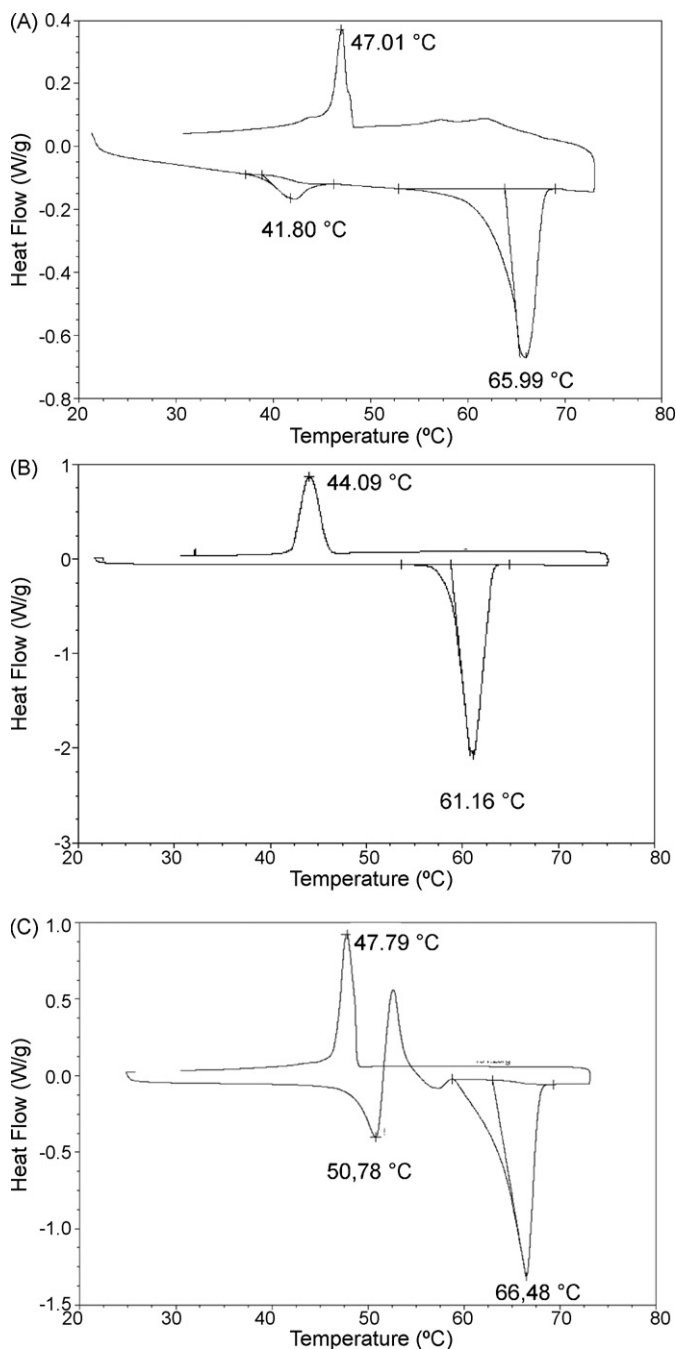 (A)
0.4
47.01 °C
0.2
0.0
-0.2
41.80 °C
-0.4
-0.6
65.99 °C
-0.8
20 30 40 50 60 70 80
Heat Flow (W/g)
Temperature (ºC)
(B)
1
44.09 °C
0
-1
-2
61.16 °C
-3
20 30 40 50 60 70 80
Heat Flow (W/g)
Temperature (ºC)
(C)
1.0
47.79 °C
0.5
0.0
-0.5
50,78 °C
-1.0
66,48 °C
-1.5
20 30 40 50 60 70 80
Heat Flow (W/g)
Temperature (ºC)